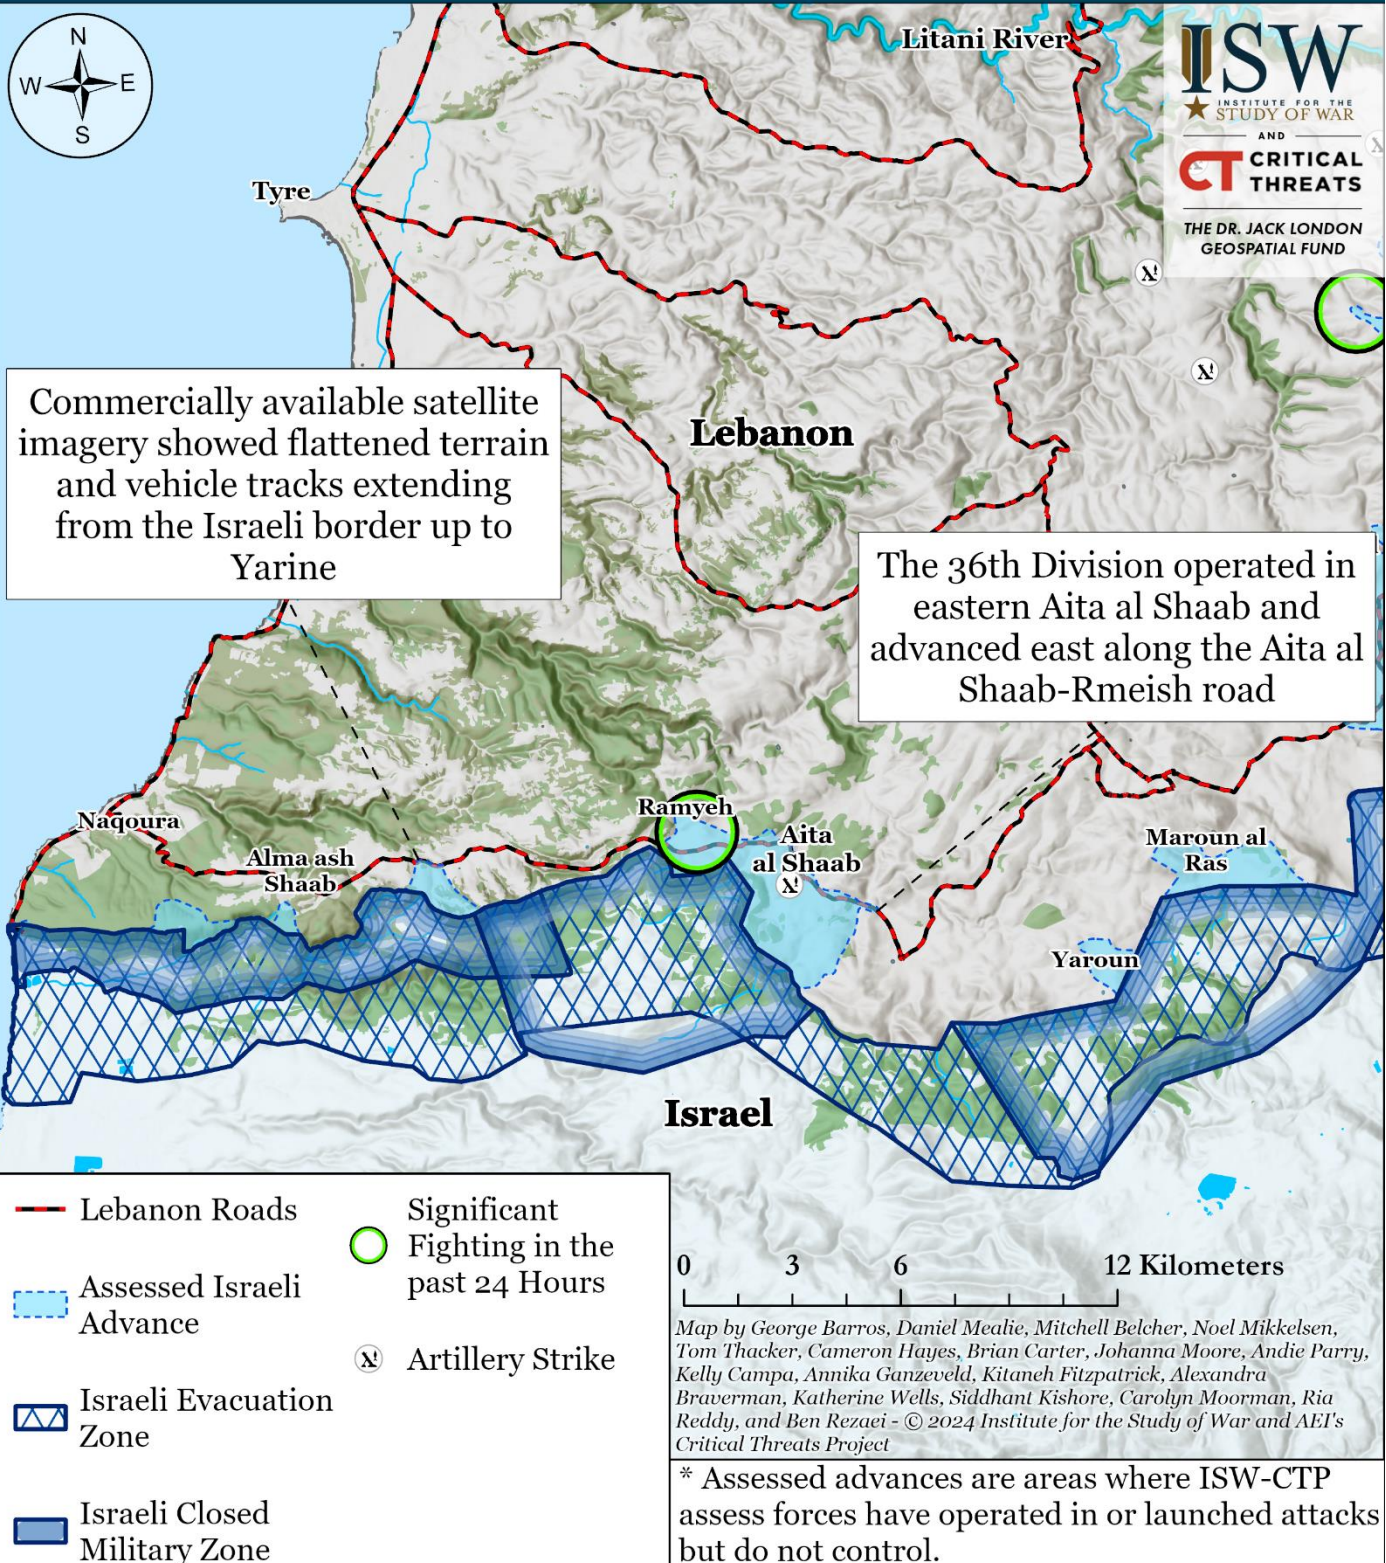 N
W
E
S
Litani River
ISW
INSTITUTE FOR THE
STUDY OF WAR
AND
CT CRITICAL
THREATS
THE DR. JACK LONDON
GEOSPATIAL FUND
Tyre
Commercially available satellite
imagery showed flattened terrain
and vehicle tracks extending
from the Israeli border up to
Yarine
Lebanon
The 36th Division operated in
eastern Aita al Shaab and
advanced east along the Aita al
Shaab-Rmeish road
Naqoura
Alma ash
Shaab
Ramyeh
Aita
al Shaab
Maroun al
Ras
Yaroun
Israel
Lebanon Roads
Assessed Israeli
Advance
Israeli Evacuation
Zone
Israeli Closed
Military Zone
Significant
Fighting in the
past 24 Hours
Artillery Strike
0 3 6 12 Kilometers
Map by George Barros, Daniel Mealie, Mitchell Belcher, Noel Mikkelsen,
Tom Thacker, Cameron Hayes, Brian Carter, Johanna Moore, Andie Parry,
Kelly Campa, Annika Ganzeveld, Kitaneh Fitzpatrick, Alexandra
Braverman, Katherine Wells, Siddhant Kishore, Carolyn Moorman, Ria
Reddy, and Ben Rezaei - © 2024 Institute for the Study of War and AEI's
Critical Threats Project
* Assessed advances are areas where ISW-CTP
assess forces have operated in or launched attacks
but do not control.